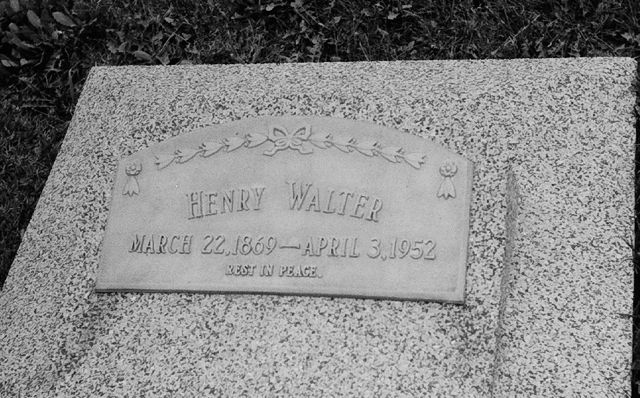 HENRY WALTER
MARCH 22, 1869—APRIL 3, 1952
REST IN PEACE.